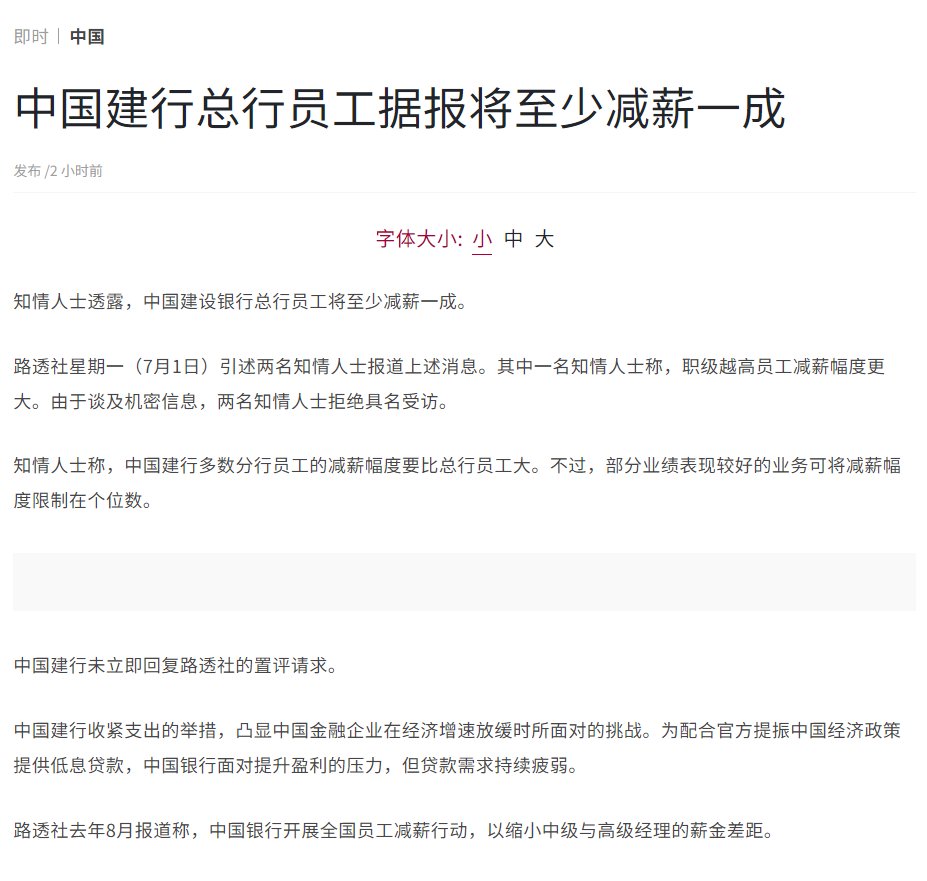 即时 | 中国
中国建行总行员工据报将至少减薪一成
发布 /2 小时前
字体大小: 小 中 大
知情人士透露，中国建设银行总行员工将至少减薪一成。
路透社星期一（7月1日）引述两名知情人士报道上述消息。其中一名知情人士称，职级越高员工减薪幅度更
大。由于谈及机密信息，两名知情人士拒绝具名受访。
知情人士称，中国建行多数分行员工的减薪幅度要比总行员工大。不过，部分业绩表现较好的业务可将减薪幅
度限制在个位数。
中国建行未立即回复路透社的置评请求。
中国建行收紧支出的举措，凸显中国金融企业在经济增速放缓时所面对的挑战。为配合官方提振中国经济政策
提供低息贷款，中国银行面对提升盈利的压力，但贷款需求持续疲弱。
路透社去年8月报道称，中国银行开展全国员工减薪行动，以缩小中级与高级经理的薪金差距。